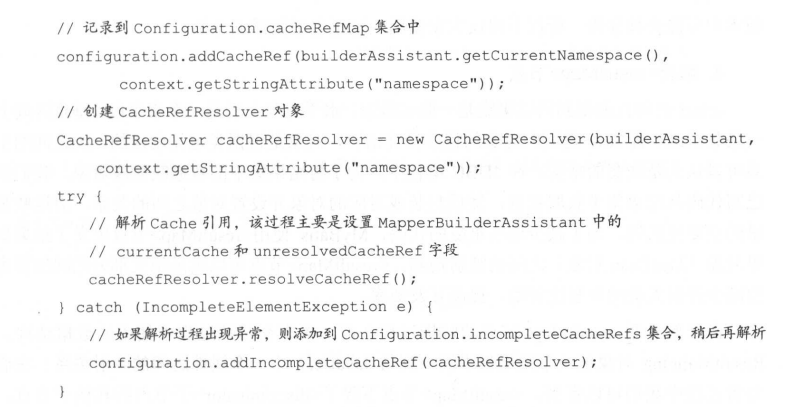 // 记录到 Configuration.cacheRefMap 集合中
configuration.addCacheRef(builderAssistant.getCurrentNamespace(),
context.getStringAttribute("namespace"));
// 创建 CacheRefResolver 对象
CacheRefResolver cacheRefResolver = new CacheRefResolver(builderAssistant,
context.getStringAttribute("namespace"));
try {
// 解析 Cache 引用，该过程主要是设置 MapperBuilderAssistant 中的
// currentCache 和 unresolvedCacheRef 字段
cacheRefResolver.resolveCacheRef();
} catch (IncompleteElementException e) {
// 如果解析过程出现异常，则添加到 Configuration.incompleteCacheRefs 集合，稍后再解析
configuration.addIncompleteCacheRef(cacheRefResolver);
}